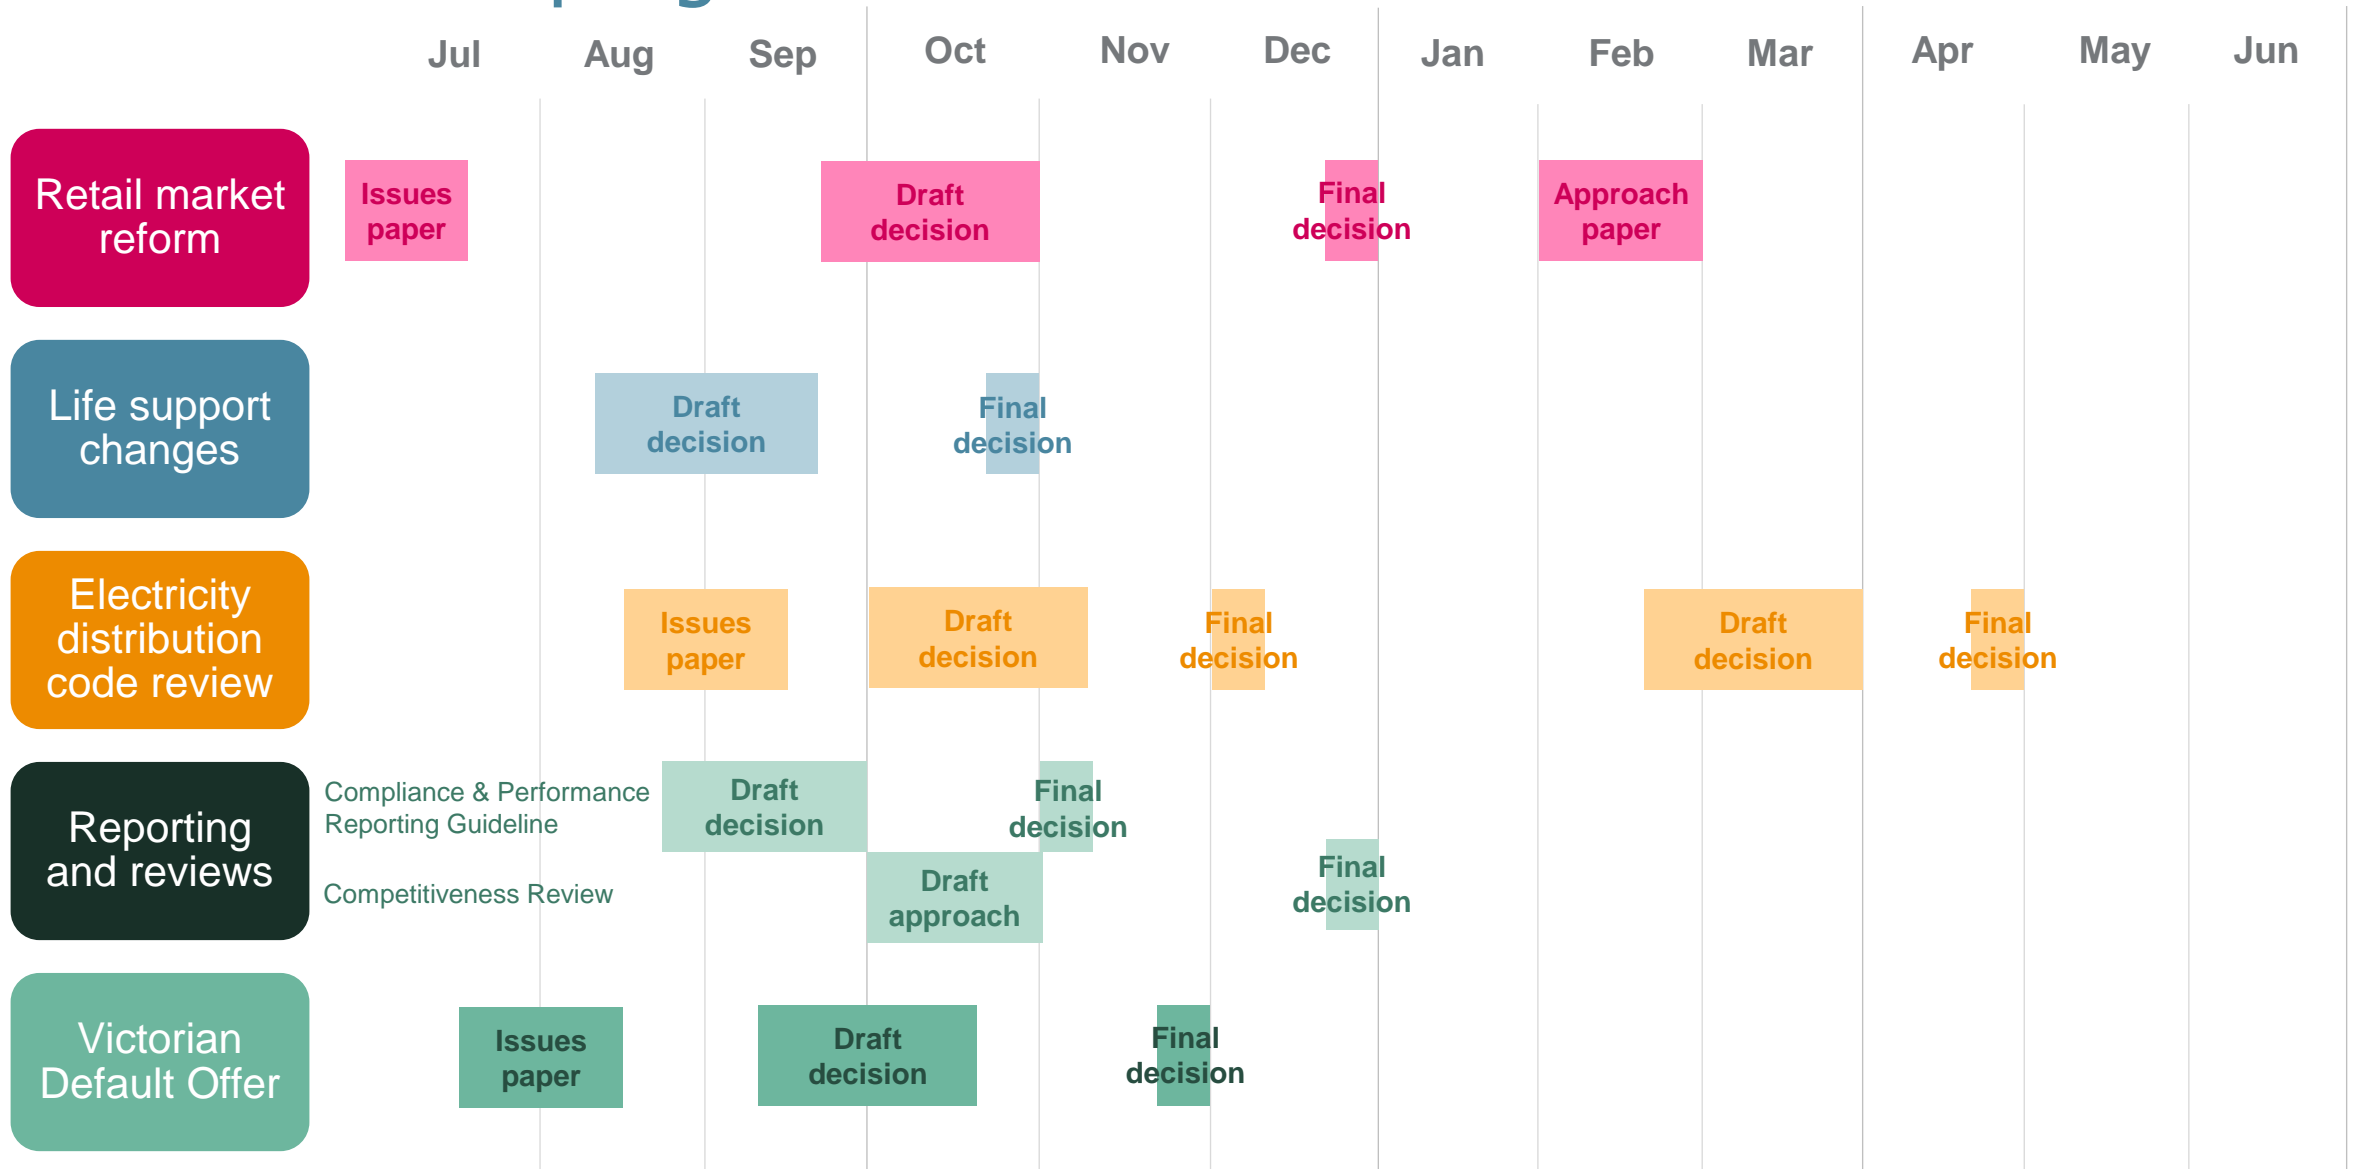 Jul Aug Sep Oct Nov Dec Jan Feb Mar Apr May Jun
Retail market
reform
Issues
paper
Draft
decision
Final
decision
Approach
paper
Life support
changes
Draft
decision
Final
decision
Electricity
distribution
code review
Issues
paper
Draft
decision
Final
decision
Draft
decision
Final
decision
Reporting
and reviews
Compliance & Performance
Reporting Guideline
Draft
decision
Final
decision
Competitiveness Review
Draft
approach
Final
decision
Victorian
Default Offer
Issues
paper
Draft
decision
Final
decision